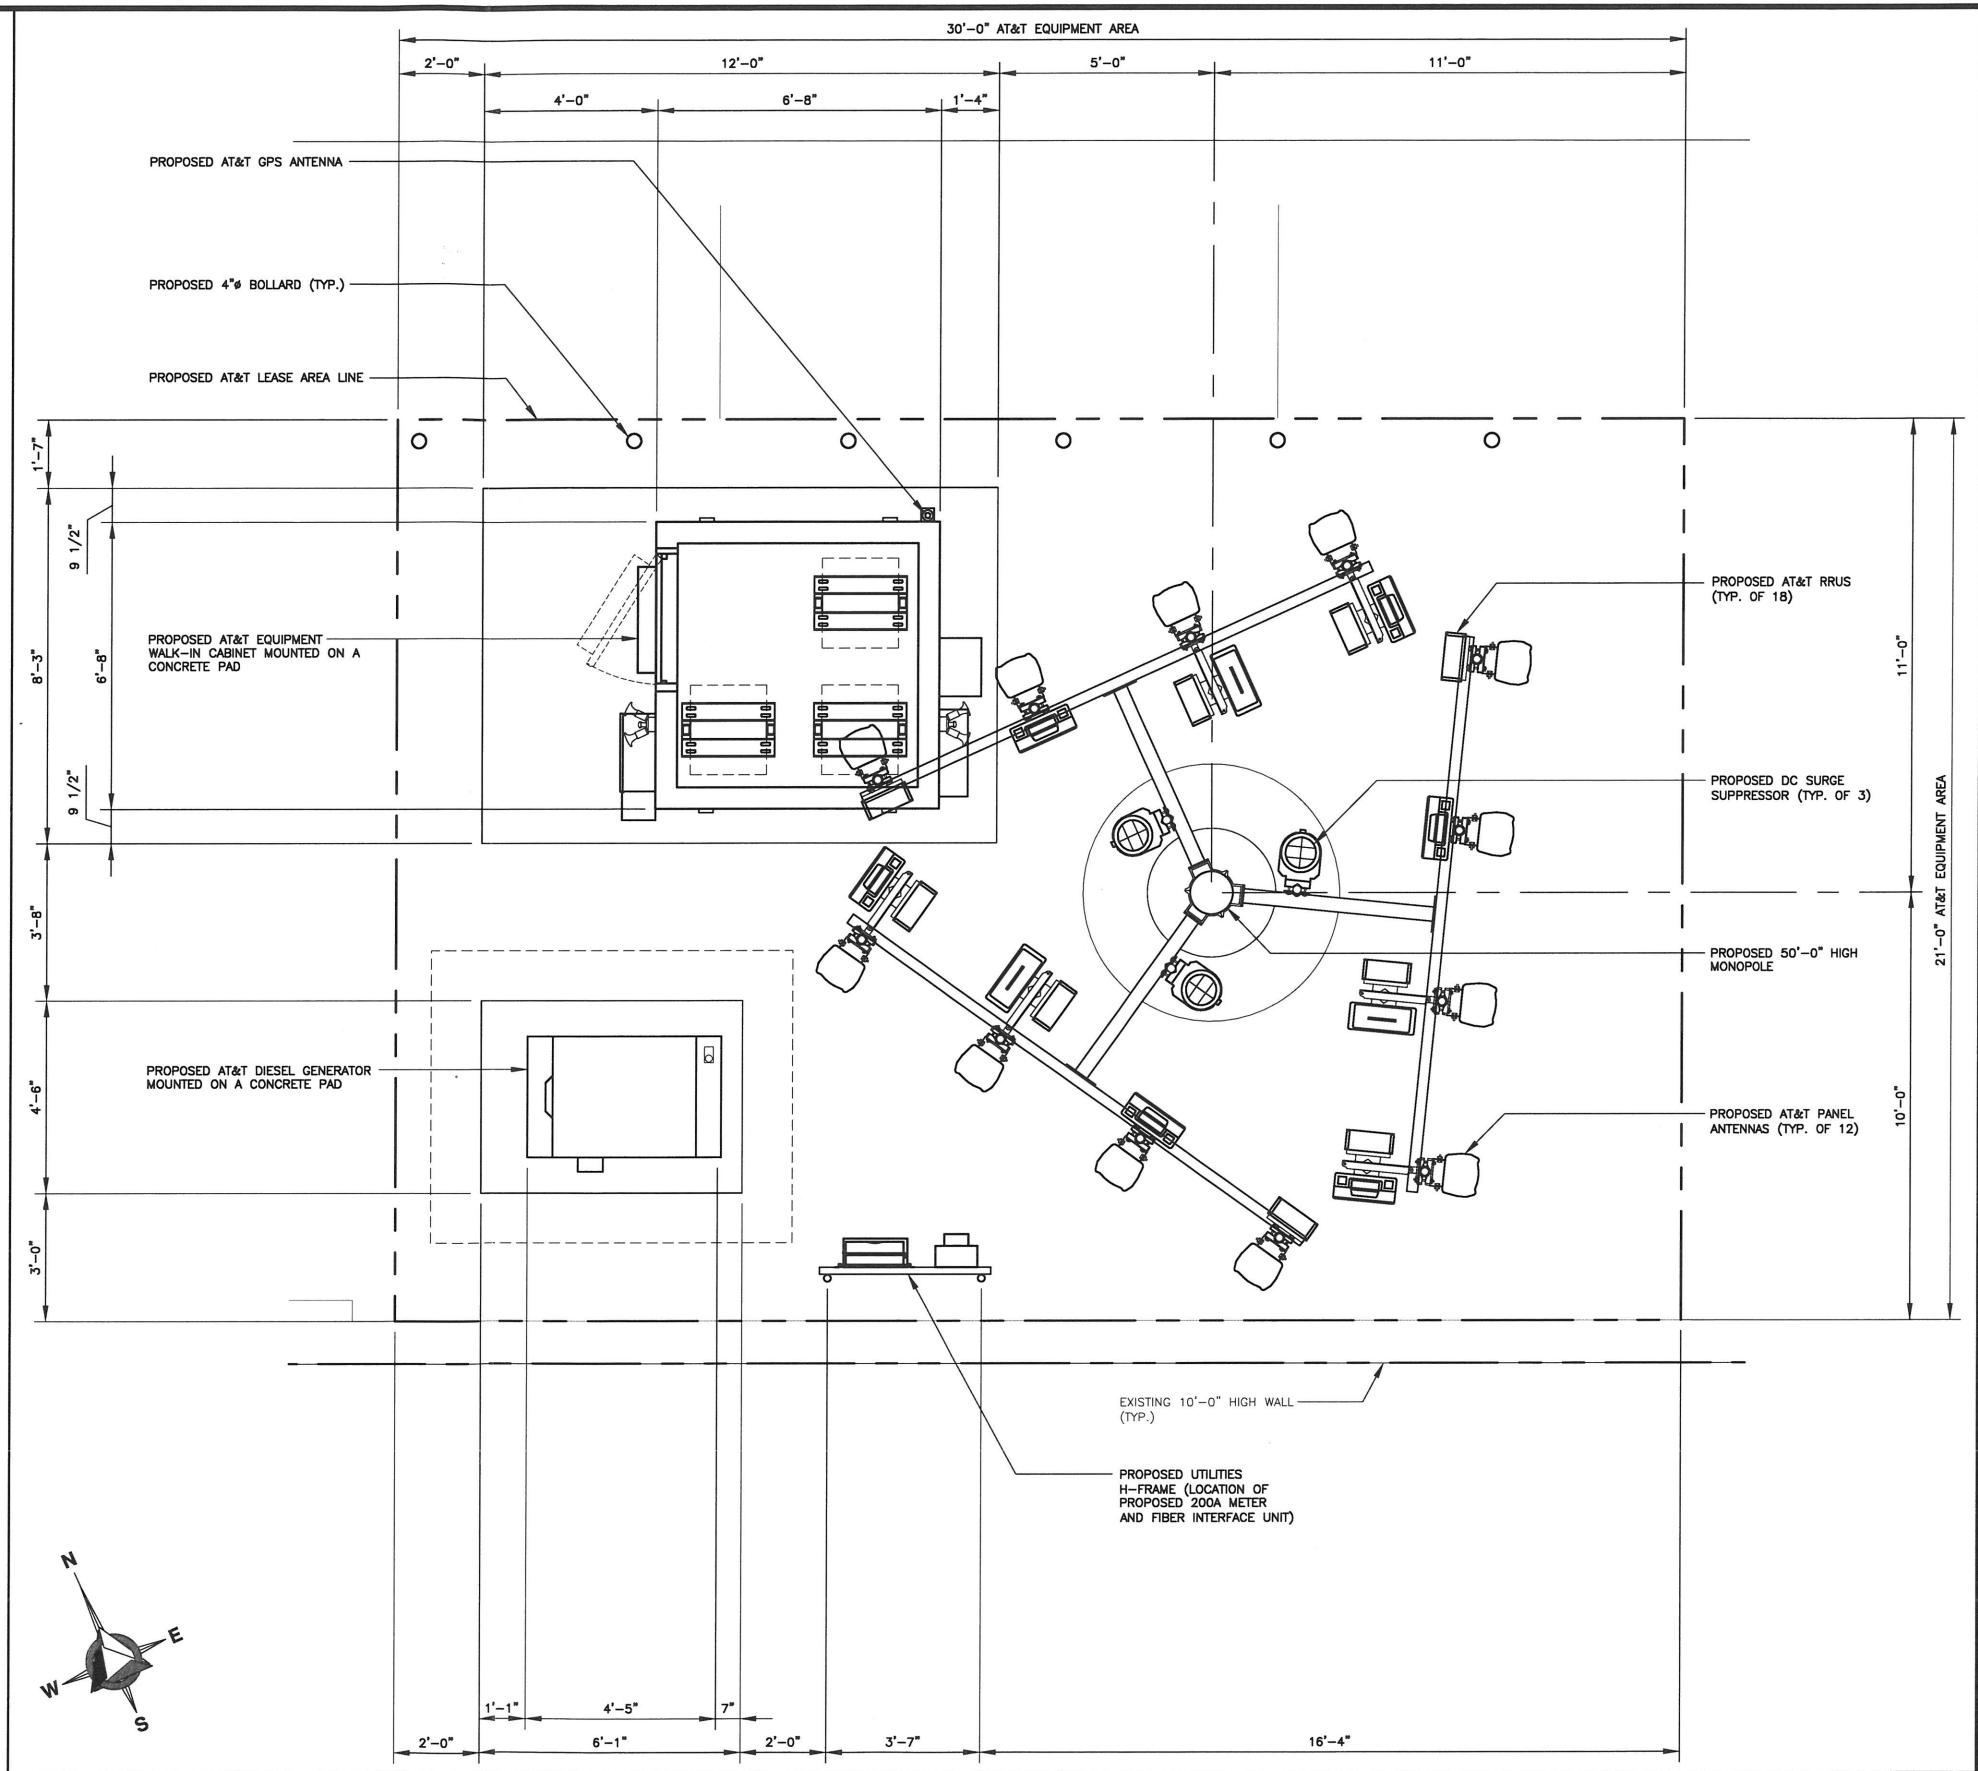 30'-0" AT&T EQUIPMENT AREA
2'-0"
12'-0"
5'-0"
11'-0"
4'-0"
6'-8"
1'-4"
PROPOSED AT&T GPS ANTENNA
PROPOSED 4"ø BOLLARD (TYP.)
PROPOSED AT&T LEASE AREA LINE
1'-7"
9 1/2"
8'-3"
6'-8"
9 1/2"
PROPOSED AT&T EQUIPMENT
WALK-IN CABINET MOUNTED ON A
CONCRETE PAD
PROPOSED AT&T RRUS
(TYP. OF 18)
11'-0"
PROPOSED DC SURGE
SUPPRESSOR (TYP. OF 3)
21'-0" AT&T EQUIPMENT AREA
3'-8"
PROPOSED 50'-0" HIGH
MONOPOLE
PROPOSED AT&T DIESEL GENERATOR
MOUNTED ON A CONCRETE PAD
4'-6"
10'-0"
PROPOSED AT&T PANEL
ANTENNAS (TYP. OF 12)
3'-0"
EXISTING 10'-0" HIGH WALL
(TYP.)
PROPOSED UTILITIES
H-FRAME (LOCATION OF
PROPOSED 200A METER
AND FIBER INTERFACE UNIT)
N
E
W
S
1'-1"
4'-5"
7"
2'-0"
6'-1"
2'-0"
3'-7"
16'-4"